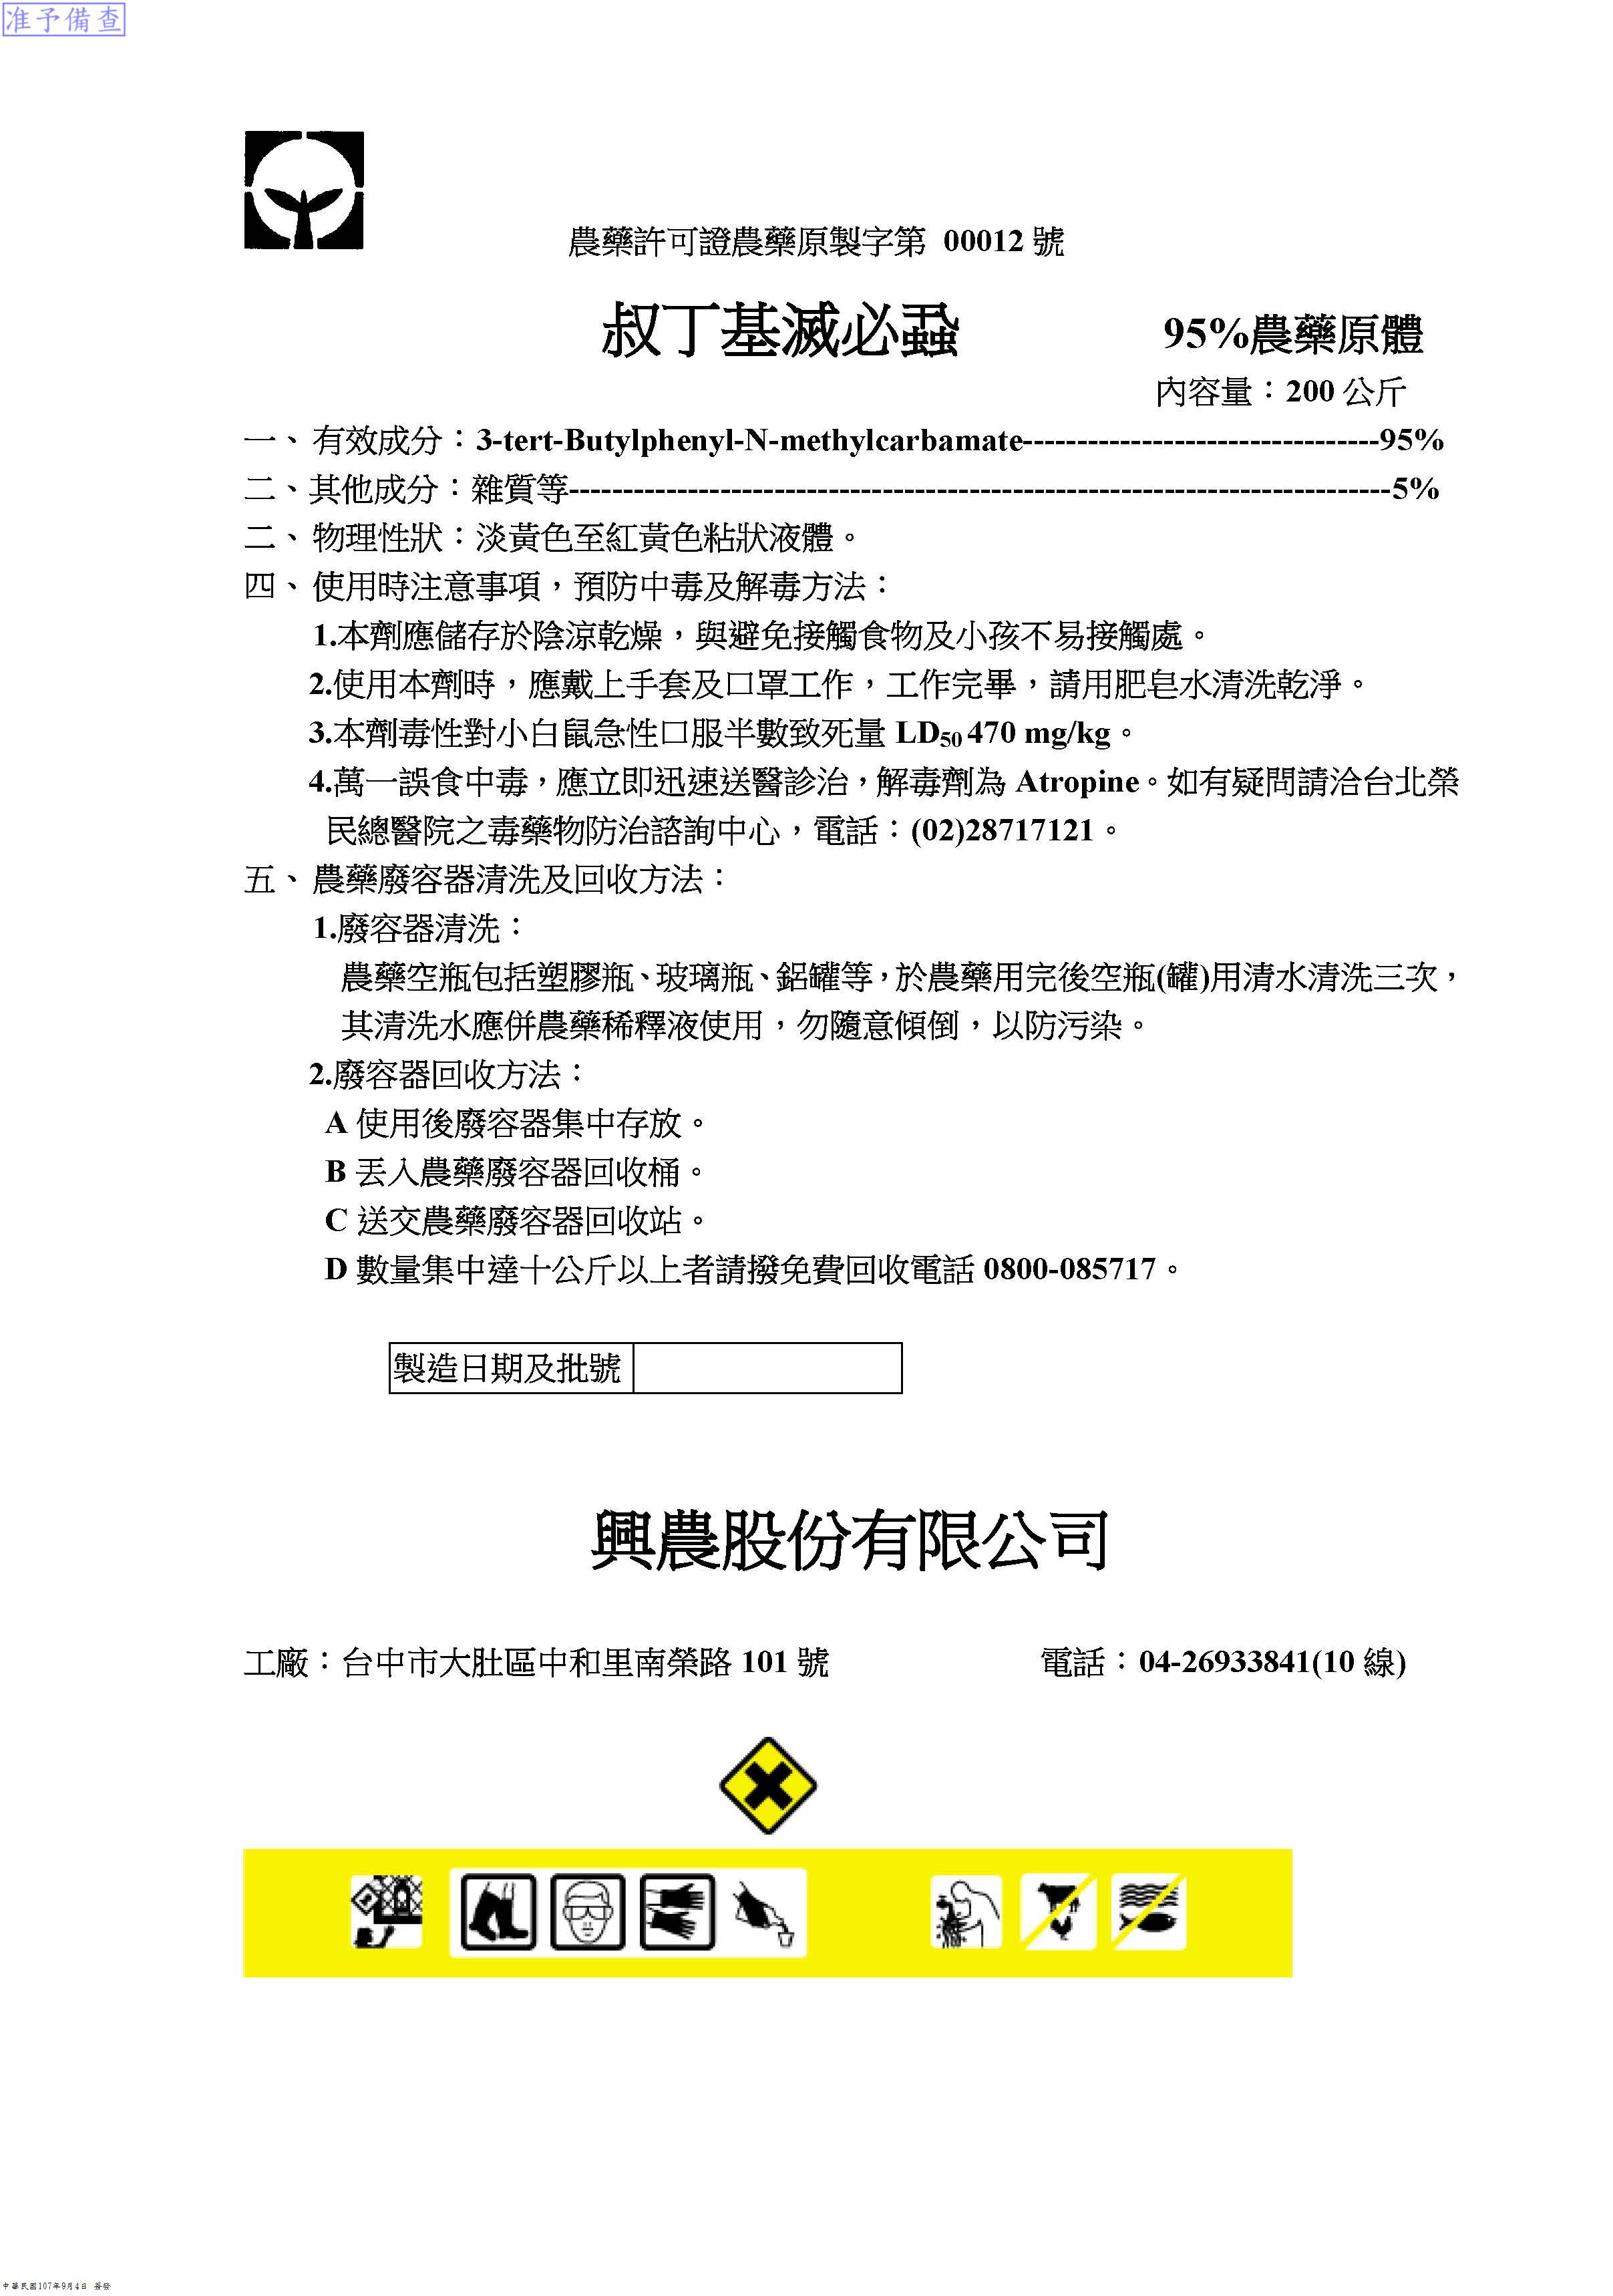 准予備查
農藥許可證農藥原製字第 00012 號
叔丁基滅必蝨 95%農藥原體
內容量：200 公斤
一、有效成分：3-tert-Butylphenyl-N-methylcarbamate---------------------------------95%
二、其他成分：雜質等----------------------------------------------------------------------------5%
二、物理性狀：淡黃色至紅黃色粘狀液體。
四、使用時注意事項，預防中毒及解毒方法：
1.本劑應儲存於陰涼乾燥，與避免接觸食物及小孩不易接觸處。
2.使用本劑時，應戴上手套及口罩工作，工作完畢，請用肥皂水清洗乾淨。
3.本劑毒性對小白鼠急性口服半數致死量 LD50 470 mg/kg。
4.萬一誤食中毒，應立即迅速送醫診治，解毒劑為 Atropine。如有疑問請洽台北榮
民總醫院之毒藥物防治諮詢中心，電話：(02)28717121。
五、農藥廢容器清洗及回收方法：
1.廢容器清洗：
農藥空瓶包括塑膠瓶、玻璃瓶、鋁罐等，於農藥用完後空瓶(罐)用清水清洗三次，
其清洗水應併農藥稀釋液使用，勿隨意傾倒，以防污染。
2.廢容器回收方法：
A 使用後廢容器集中存放。
B 丟入農藥廢容器回收桶。
C 送交農藥廢容器回收站。
D 數量集中達十公斤以上者請撥免費回收電話 0800-085717。
製造日期及批號
興農股份有限公司
工廠：台中市大肚區中和里南榮路 101 號 電話：04-26933841(10 線)
中華民國107年9月4日 簽發